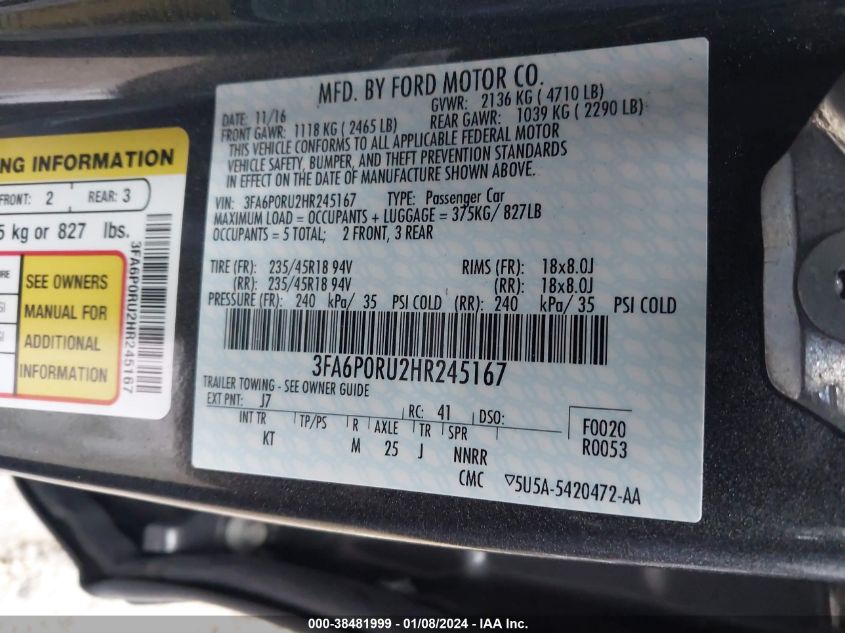 NG INFORMATION
FRONT: 2 REAR: 3
5 kg or 827 lbs.
SEE OWNERS
MANUAL FOR
ADDITIONAL
INFORMATION
3FA6P0RU2HR245167
MFD. BY FORD MOTOR CO.
DATE: 11/16 GVWR: 2136 KG ( 4710 LB)
FRONT GAWR: 1118 KG ( 2465 LB) REAR GAWR: 1039 KG ( 2290 LB)
THIS VEHICLE CONFORMS TO ALL APPLICABLE FEDERAL MOTOR
VEHICLE SAFETY, BUMPER, AND THEFT PREVENTION STANDARDS
IN EFFECT ON THE DATE OF MANUFACTURE SHOWN ABOVE.
VIN: 3FA6P0RU2HR245167 TYPE: Passenger Car
MAXIMUM LOAD = OCCUPANTS + LUGGAGE = 375KG/ 827LB
OCCUPANTS = 5 TOTAL; 2 FRONT, 3 REAR
TIRE (FR): 235/45R18 94V RIMS (FR): 18x8.0J
(RR): 235/45R18 94V (RR): 18x8.0J
PRESSURE (FR): 240 kPa/ 35 PSI COLD (RR): 240 kPa/ 35 PSI COLD
3FA6P0RU2HR245167
TRAILER TOWING - SEE OWNER GUIDE
EXT PNT: J7 RC: 41 DSO:
INT TR TP/PS R AXLE TR SPR
KT M 25 J NNRR
F0020
R0053
CMC 5U5A-5420472-AA
000-38481999 - 01/08/2024 - IAA Inc.